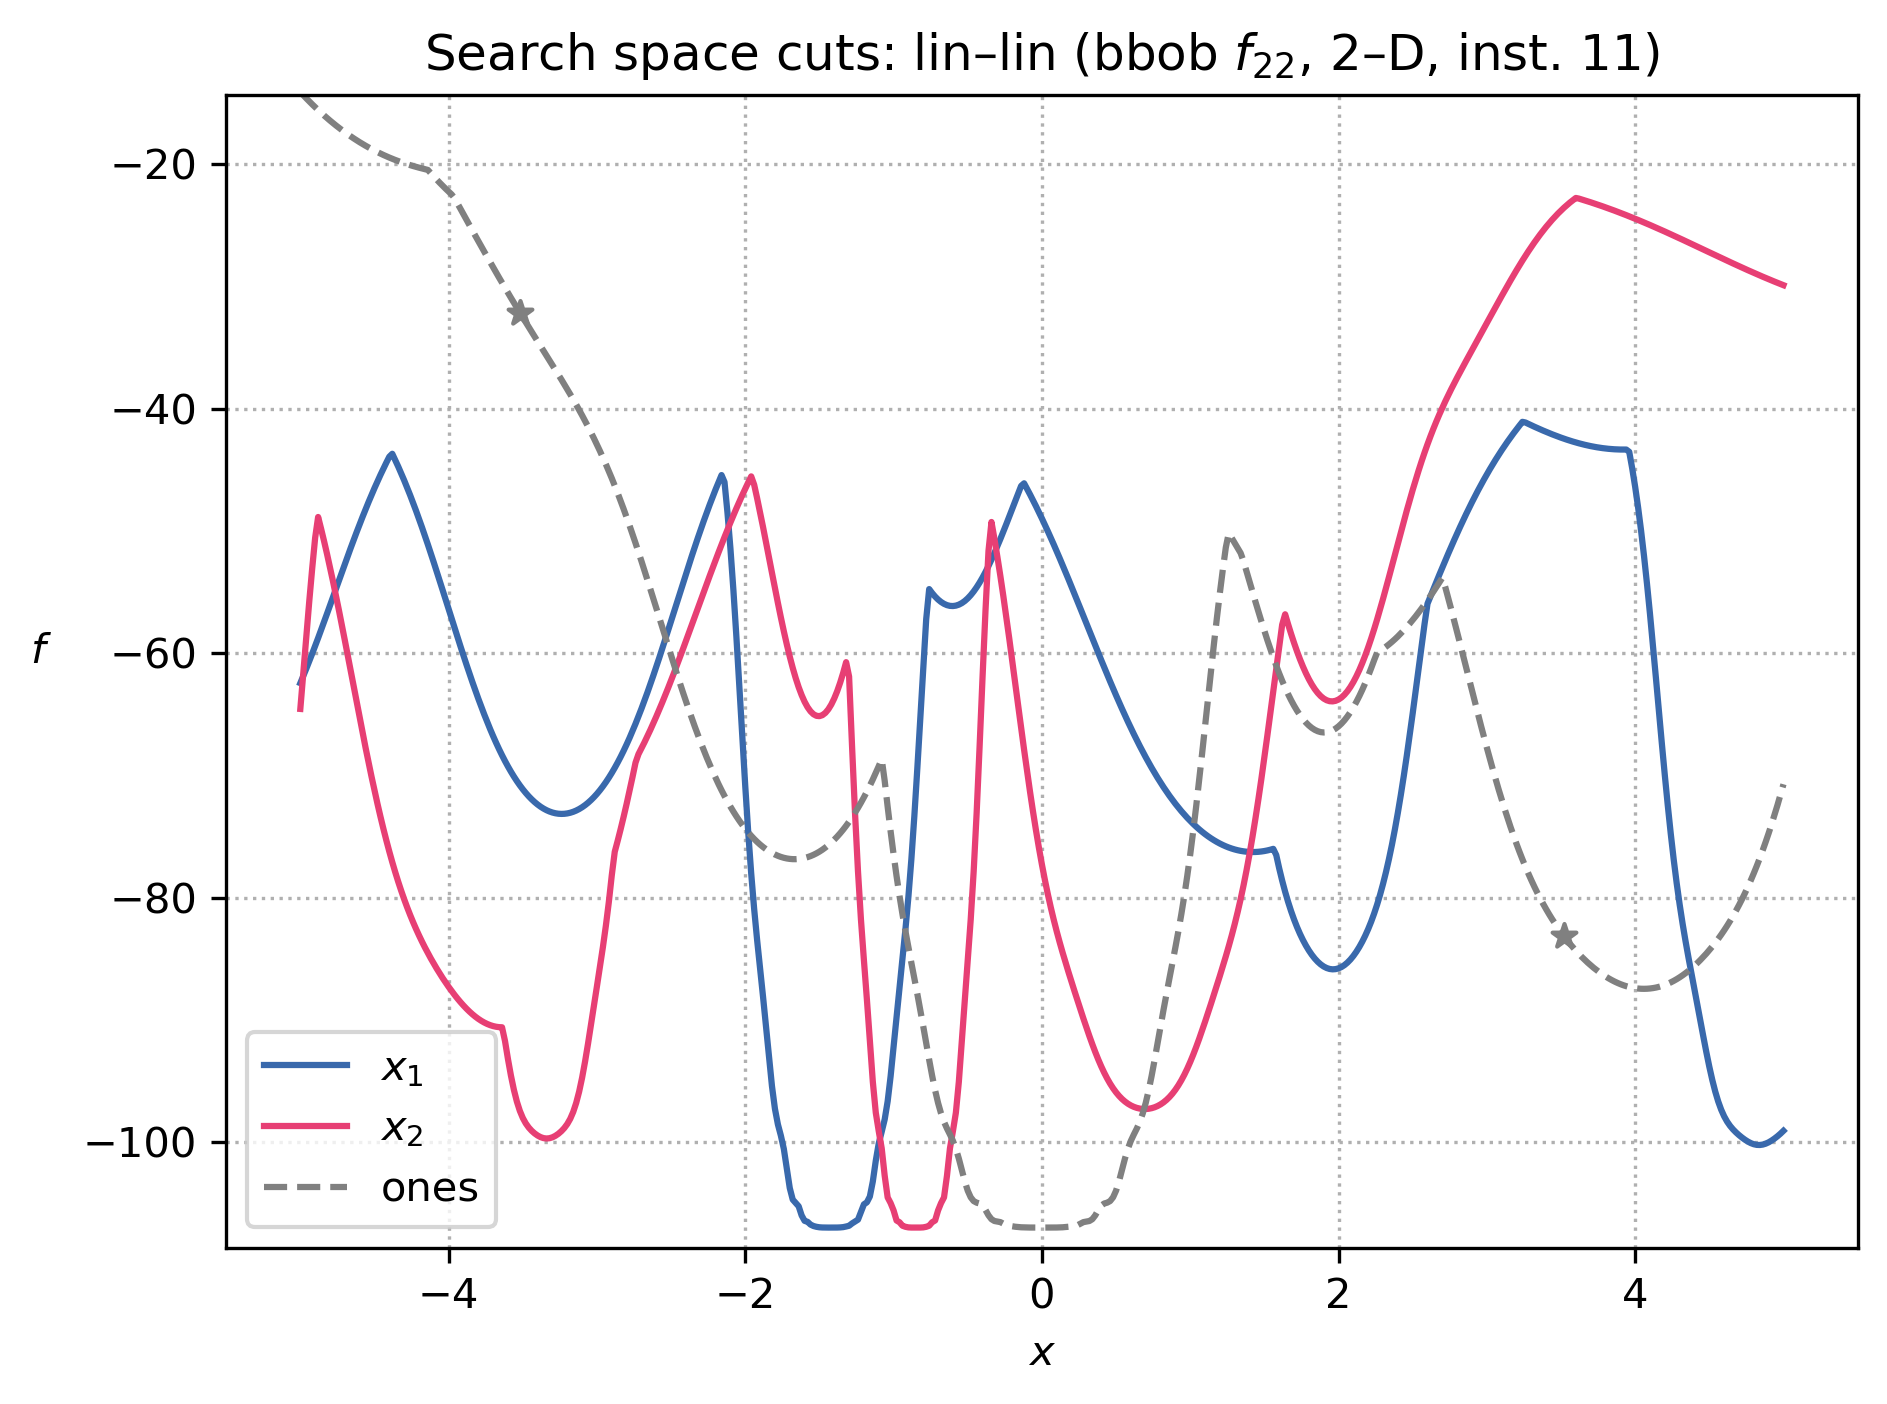 Search space cuts: lin–lin (bbob f₂₂, 2–D, inst. 11)
f
−20
−40
−60
−80
−100
x₁
x₂
ones
−4 −2 0 2 4
x